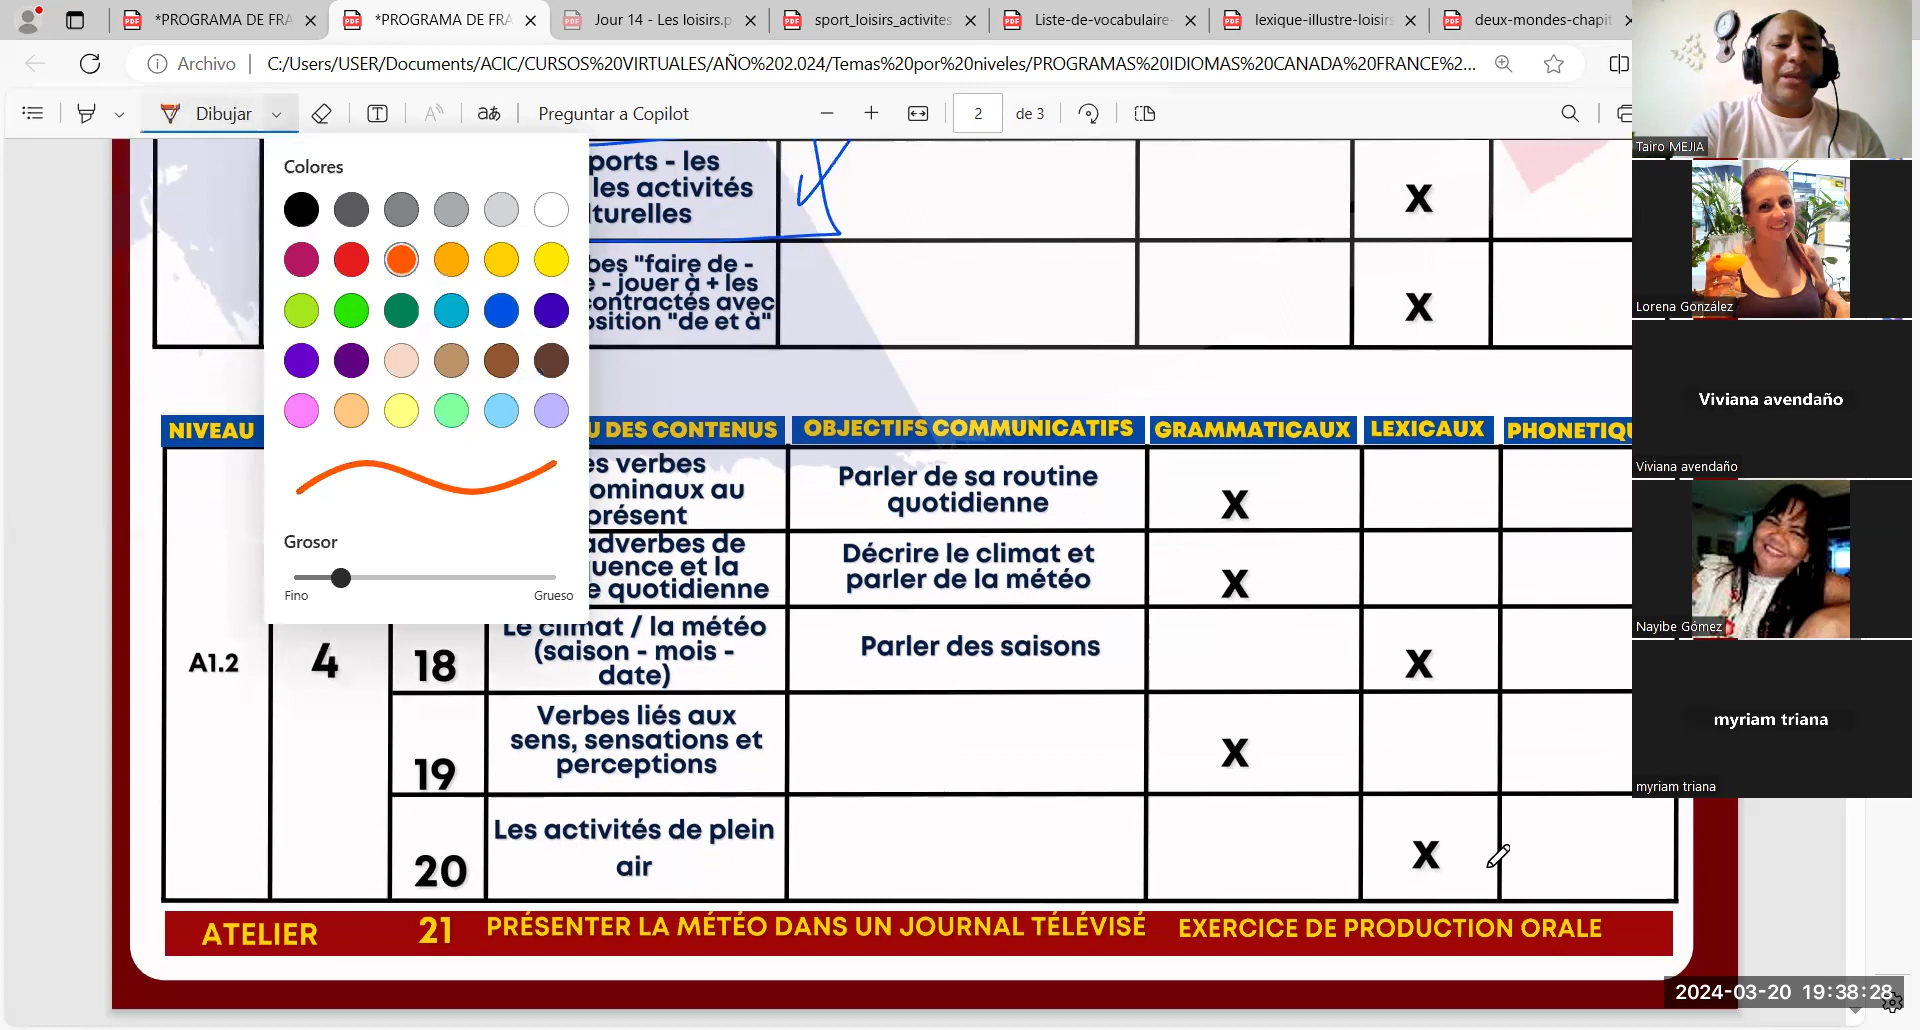 *PROGRAMA DE FRA
*PROGRAMA DE FRA
Jour 14 - Les loisirs.p
sport_loisirs_activites
Liste-de-vocabulaire-
lexique-illustre-loisirs
deux-mondes-chapit
Archivo
C:/Users/USER/Documents/ACIC/CURSOS%20VIRTUALES/AÑO%202.024/Temas%20por%20niveles/PROGRAMAS%20IDIOMAS%20CANADA%20FRANCE%2...
Dibujar
Preguntar a Copilot
2
de 3
Colores
Grosor
Fino
Grueso
ports - les
les activités
lturelles
X
bes "faire de -
e - jouer à + les
contractés avec
osition "de et à"
X
NIVEAU
U DES CONTENUS
OBJECTIFS COMMUNICATIFS
GRAMMATICAUX
LEXICAUX
PHONETIQU
es verbes
ominaux au
présent
Parler de sa routine
quotidienne
X
adverbes de
uence et la
e quotidienne
Décrire le climat et
parler de la météo
X
A1.2
4
18
Le climat / la météo
(saison - mois -
date)
Parler des saisons
X
19
Verbes liés aux
sens, sensations et
perceptions
X
20
Les activités de plein
air
X
ATELIER
21
PRÉSENTER LA MÉTÉO DANS UN JOURNAL TÉLÉVISÉ
EXERCICE DE PRODUCTION ORALE
Tairo MEJIA
Lorena González
Viviana avendaño
Viviana avendaño
Nayibe Gómez
myriam triana
myriam triana
2024-03-20 19:38:28